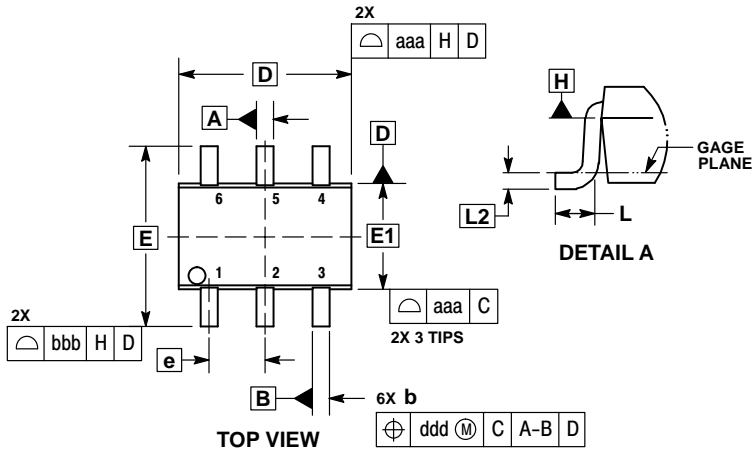 2X
⌓ aaa H D
D
A
D
H
GAGE
PLANE
6 5 4
E
E1
L2
L
DETAIL A
1 2 3
⌓ aaa C
2X 3 TIPS
2X
⌓ bbb H D
e
B
6X b
⌖ ddd Ⓜ C A-B D
TOP VIEW